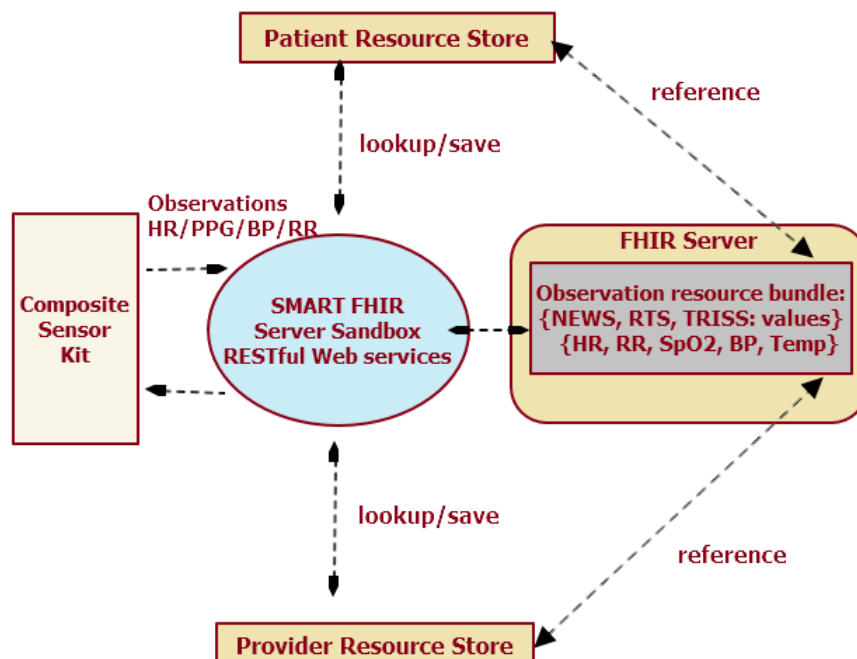 Patient Resource Store
reference
lookup/save
Observations
HR/PPG/BP/RR
FHIR Server
Composite
Sensor
Kit
SMART FHIR
Server Sandbox
RESTful Web services
Observation resource bundle:
{NEWS, RTS, TRISS: values}
{HR, RR, SpO2, BP, Temp}
lookup/save
reference
Provider Resource Store